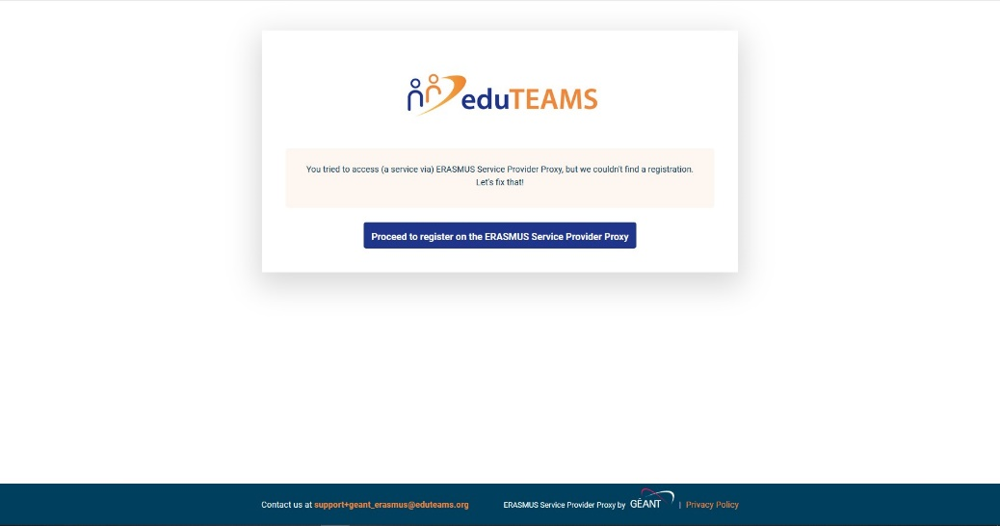 eduTEAMS
You tried to access (a service via) ERASMUS Service Provider Proxy, but we couldn't find a registration.
Let's fix that!
Proceed to register on the ERASMUS Service Provider Proxy
Contact us at support+geant_erasmus@eduteams.org
ERASMUS Service Provider Proxy by GÉANT | Privacy Policy